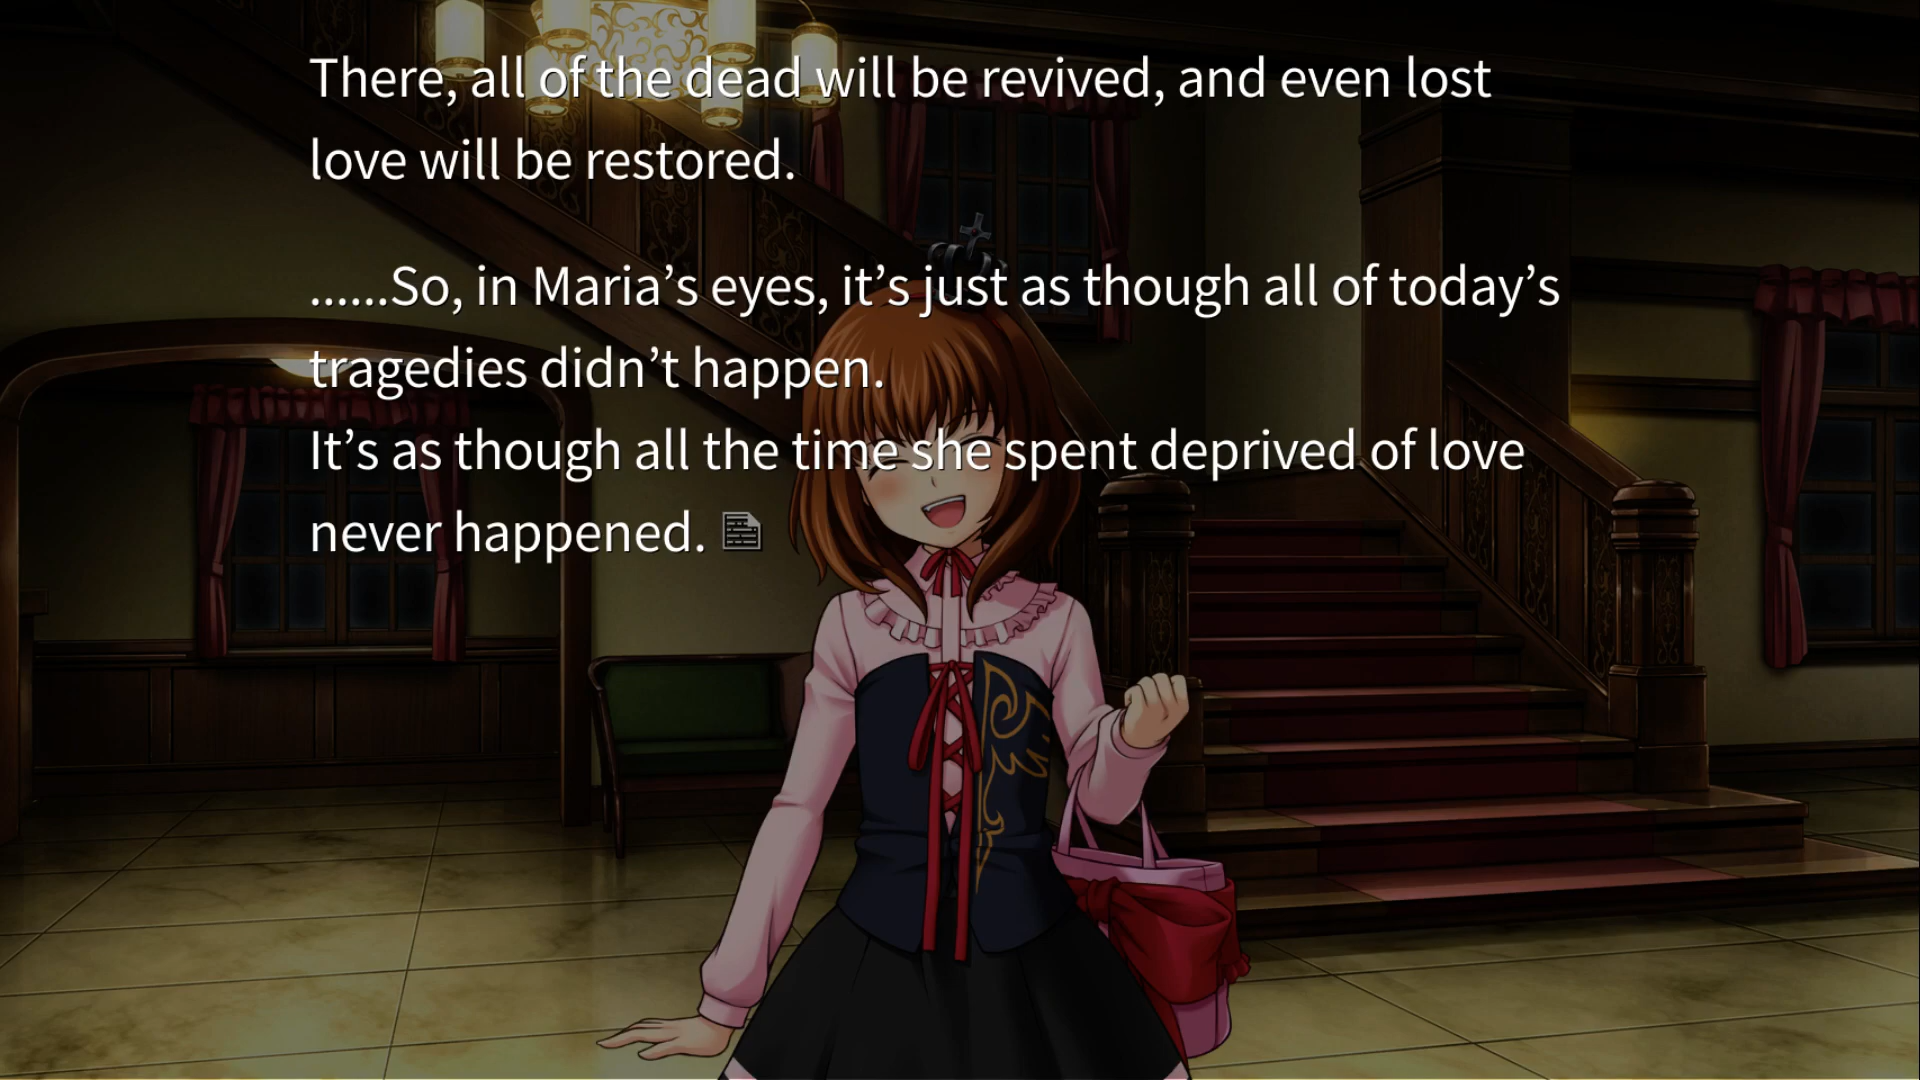 There, all of the dead will be revived, and even lost
love will be restored.
......So, in Maria’s eyes, it’s just as though all of today’s
tragedies didn’t happen.
It’s as though all the time she spent deprived of love
never happened.